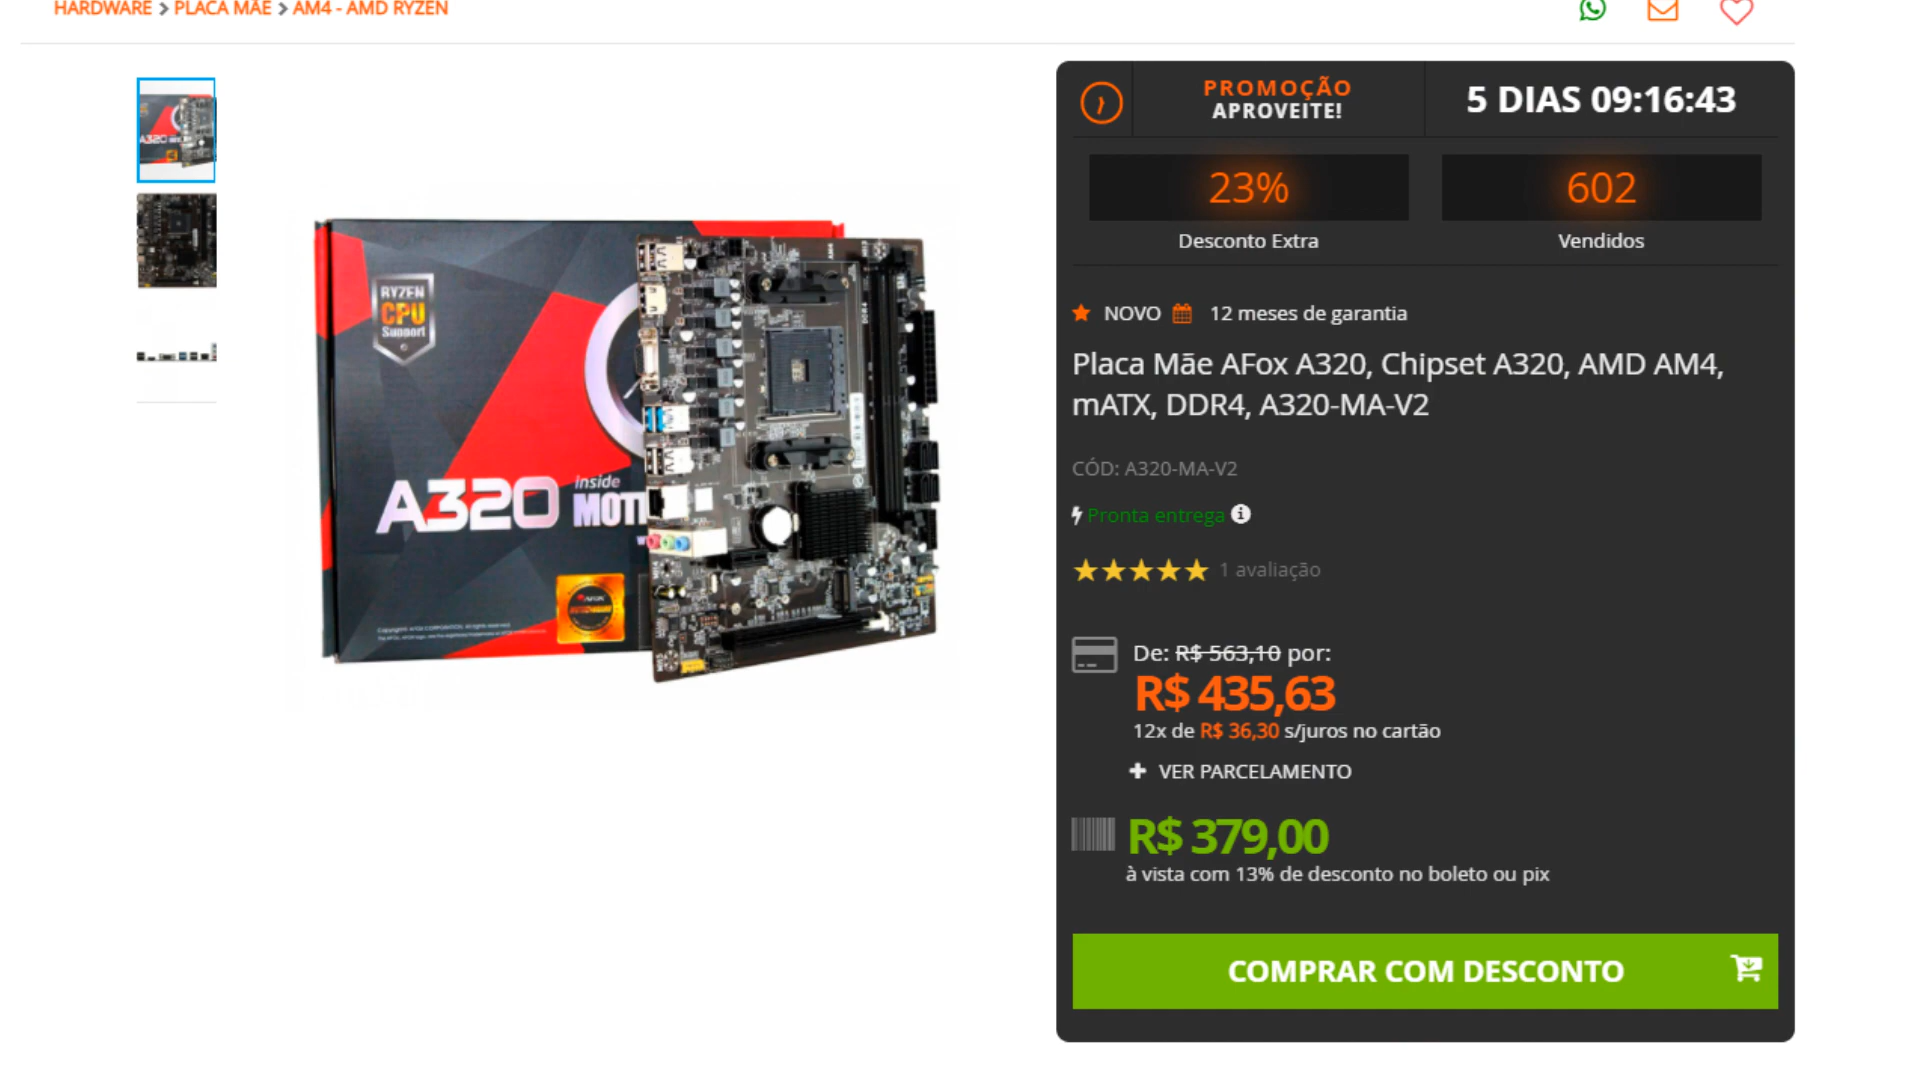 HARDWARE > PLACA MÃE > AM4 - AMD RYZEN
RYZEN
CPU
Support
A320
inside
MOT
DDR4
PROMOÇÃO
APROVEITE!
5 DIAS 09:16:43
23%
Desconto Extra
602
Vendidos
NOVO 12 meses de garantia
Placa Mãe AFox A320, Chipset A320, AMD AM4,
mATX, DDR4, A320-MA-V2
CÓD: A320-MA-V2
Pronta entrega
1 avaliação
De: R$ 563,10 por:
R$ 435,63
12x de R$ 36,30 s/juros no cartão
+ VER PARCELAMENTO
R$ 379,00
à vista com 13% de desconto no boleto ou pix
COMPRAR COM DESCONTO